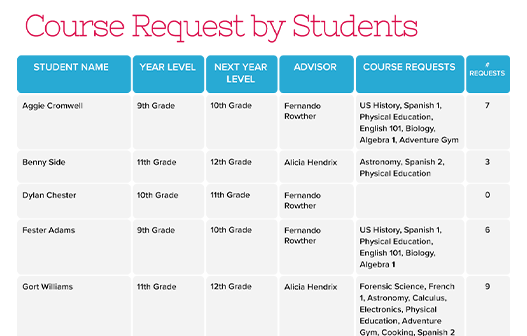 Course Request by Students
STUDENT NAME YEAR LEVEL NEXT YEAR LEVEL ADVISOR COURSE REQUESTS # REQUESTS
Aggie Cromwell 9th Grade 10th Grade Fernando Rowther US History, Spanish 1, 7
Physical Education,
English 101, Biology,
Algebra 1, Adventure Gym
Benny Side 11th Grade 12th Grade Alicia Hendrix Astronomy, Spanish 2, 3
Physical Education
Dylan Chester 10th Grade 11th Grade Fernando Rowther 0
Fester Adams 9th Grade 10th Grade Fernando Rowther US History, Spanish 1, 6
Physical Education,
English 101, Biology,
Algebra 1
Gort Williams 11th Grade 12th Grade Alicia Hendrix Forensic Science, French 9
1, Astronomy, Calculus,
Electronics, Physical
Education, Adventure
Gym, Cooking, Spanish 2